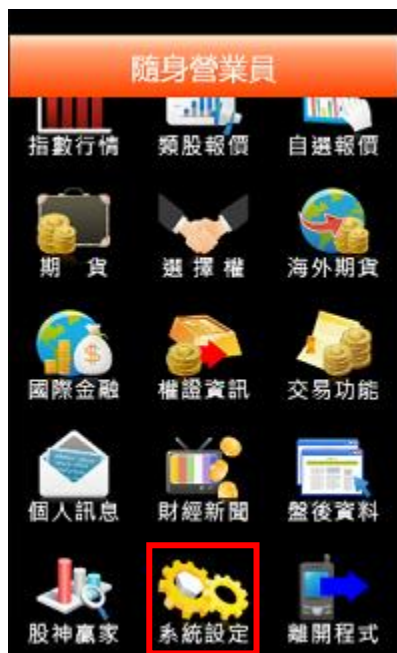 隨身營業員
指數行情 類股報價 自選報價
期 貨 選擇權 海外期貨
國際金融 權證資訊 交易功能
個人訊息 財經新聞 盤後資料
股神贏家 系統設定 離開程式